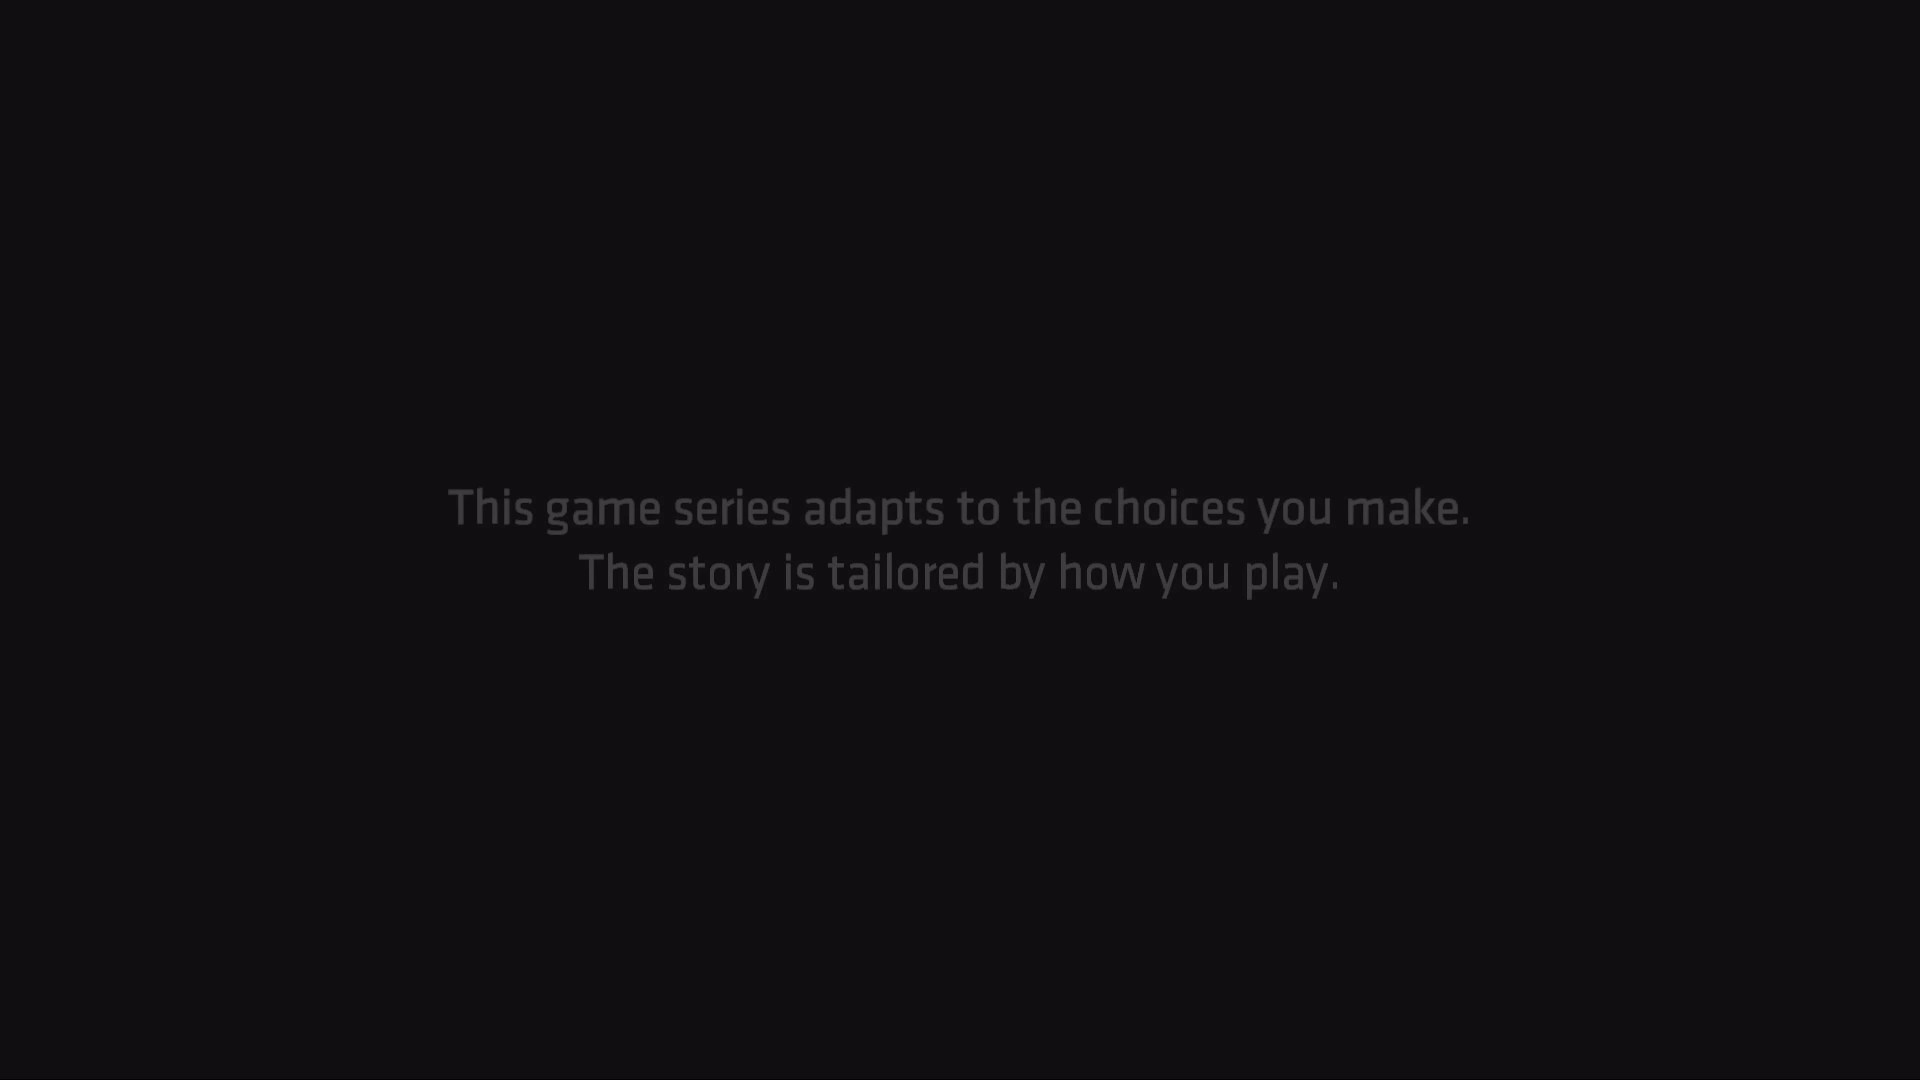 This game series adapts to the choices you make.
The story is tailored by how you play.